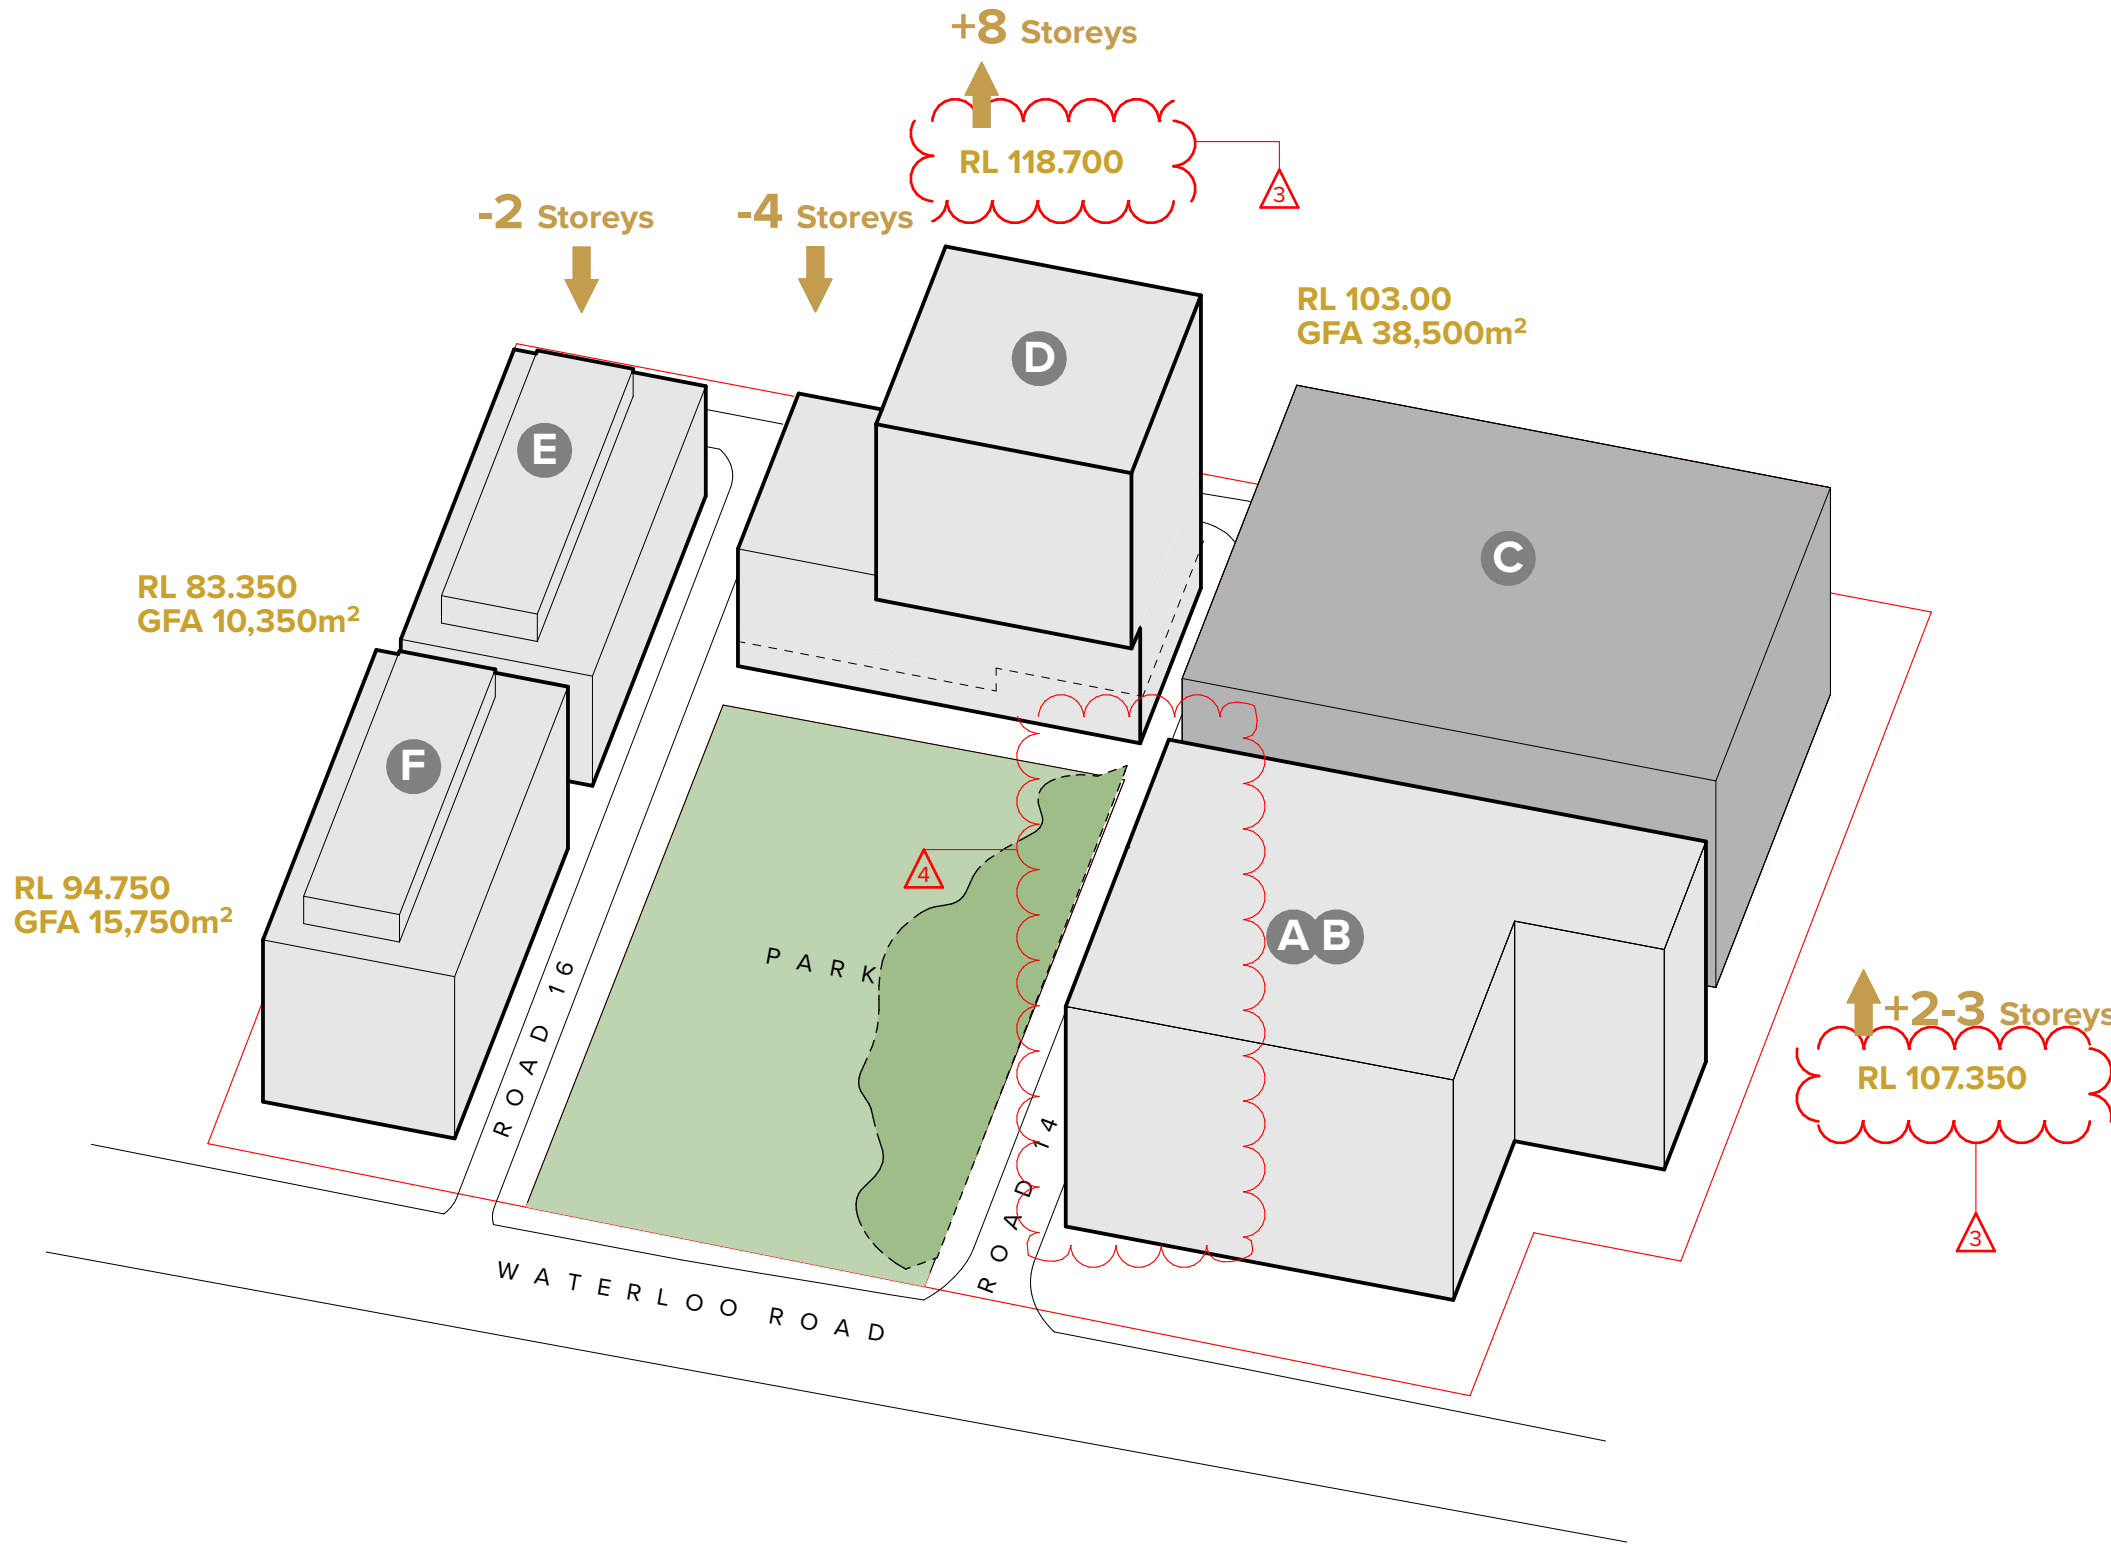 +8 Storeys
RL 118.700
3
-2 Storeys
-4 Storeys
RL 103.00
GFA 38,500m²
D
E
C
RL 83.350
GFA 10,350m²
F
4
RL 94.750
GFA 15,750m²
A B
PARK
ROAD 16
+2-3 Storeys
RL 107.350
3
ROAD 14
WATERLOO ROAD